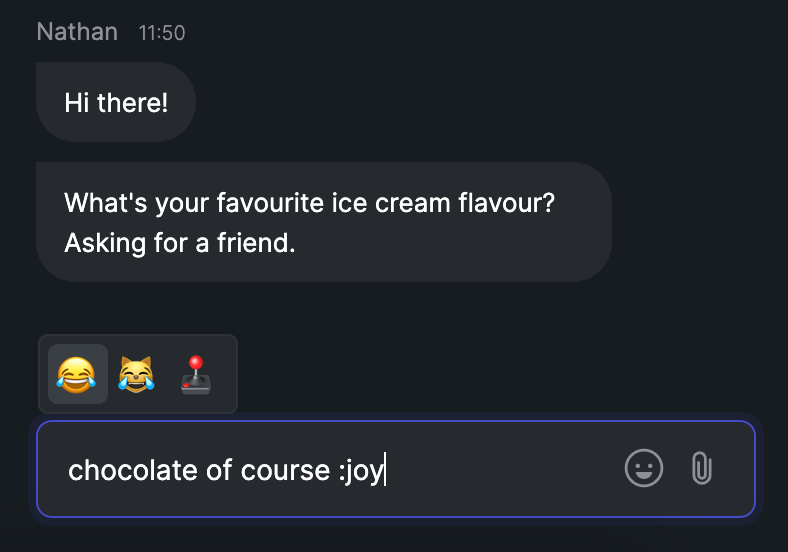 Nathan 11:50
Hi there!
What's your favourite ice cream flavour?
Asking for a friend.
chocolate of course :joy